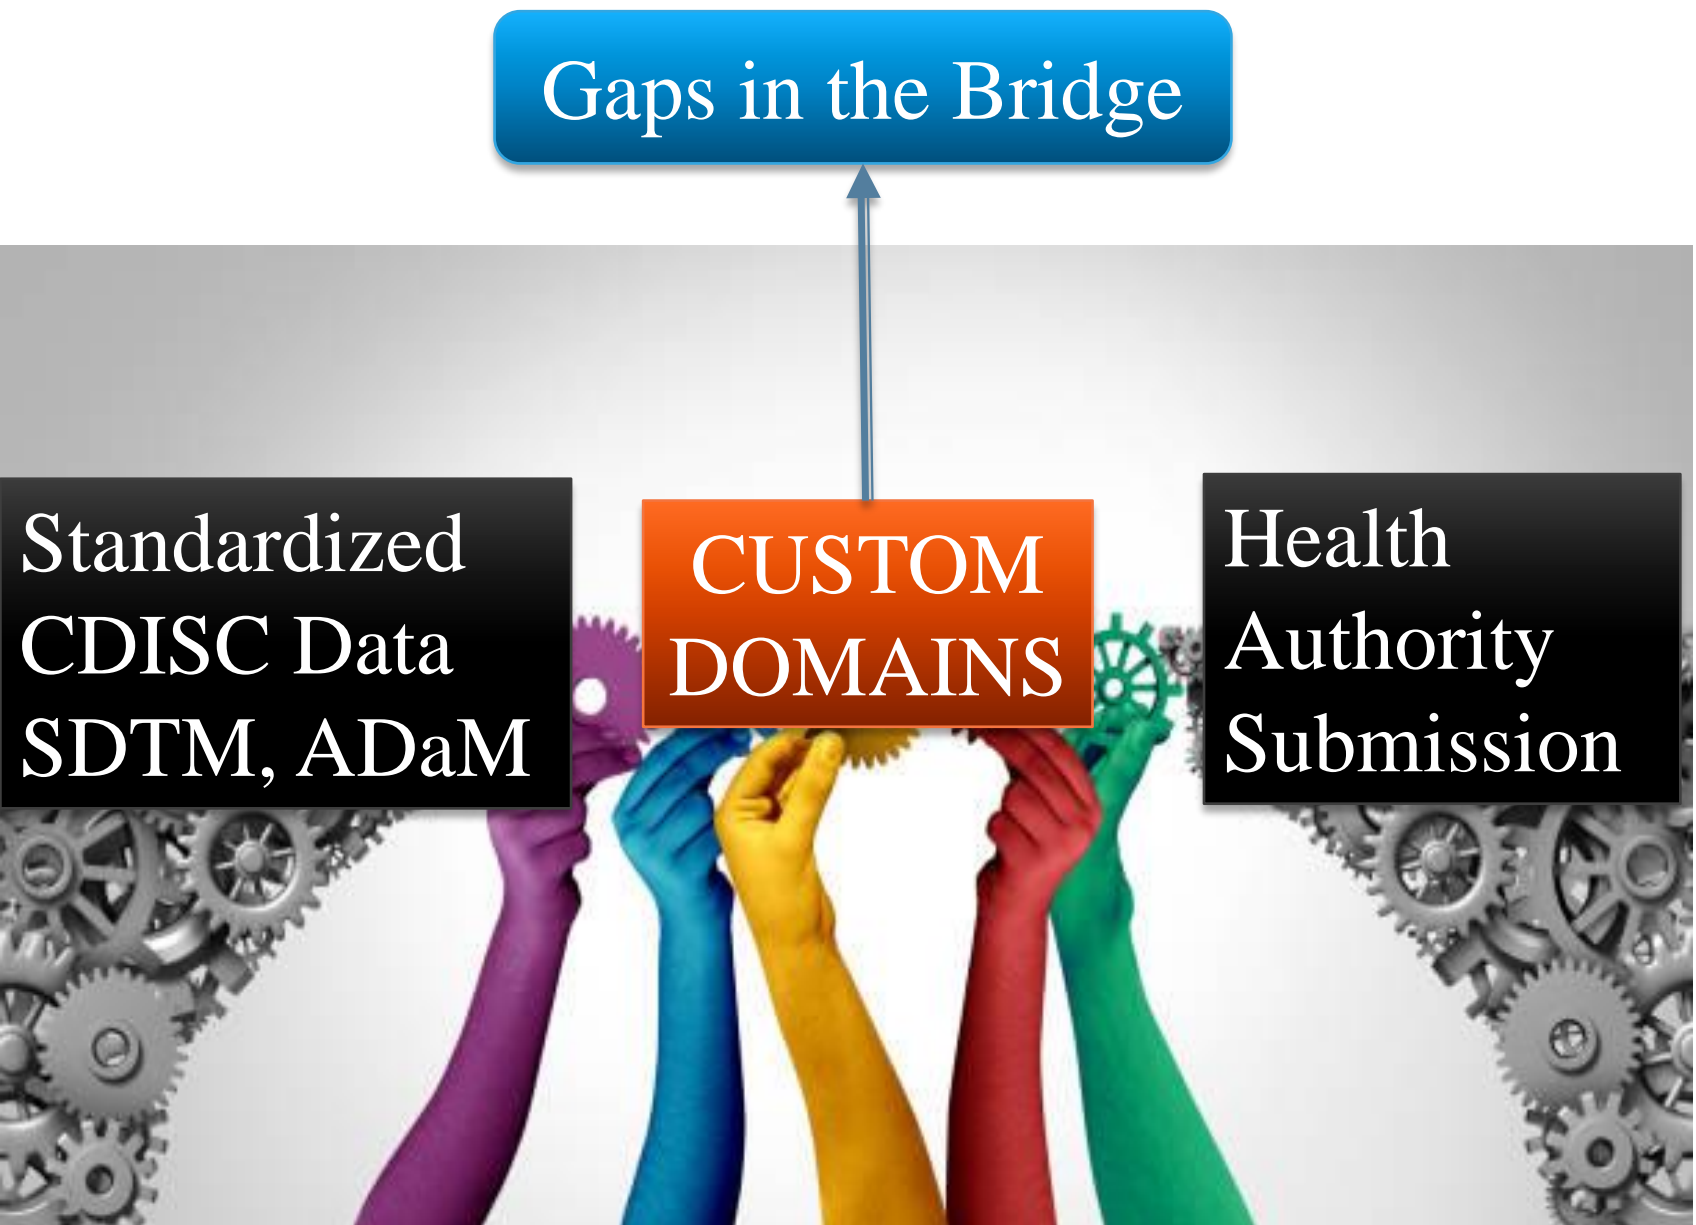 Gaps in the Bridge
Standardized
CDISC Data
SDTM, ADaM
CUSTOM
DOMAINS
Health
Authority
Submission